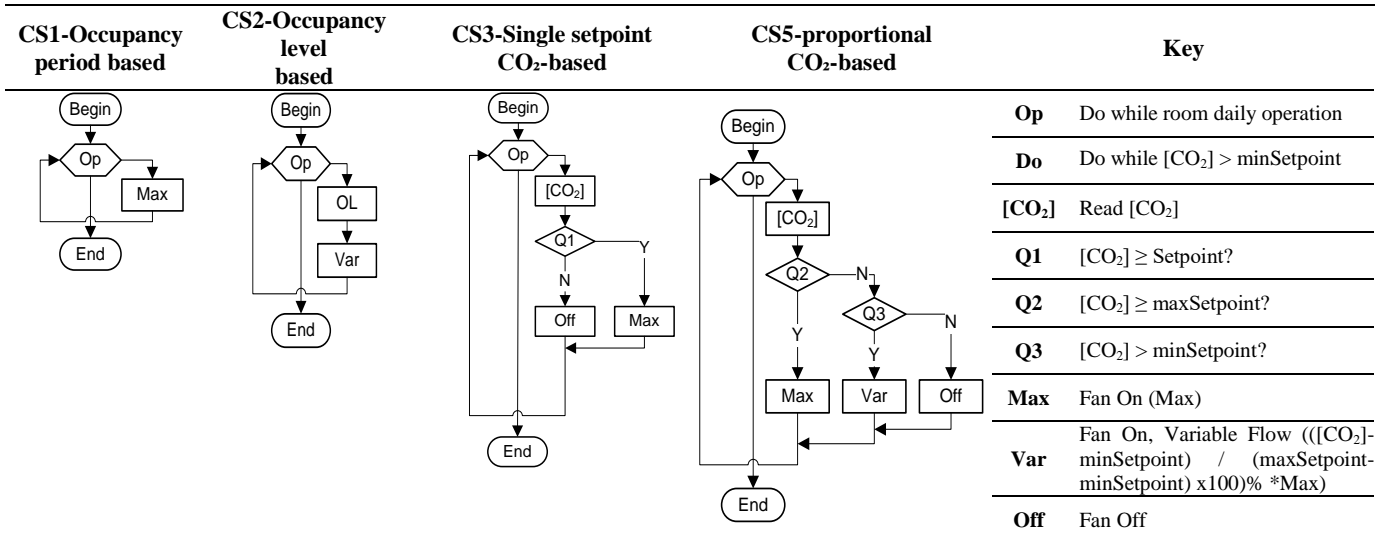 CS1-Occupancy
period based
CS2-Occupancy
level
based
CS3-Single setpoint
CO₂-based
CS5-proportional
CO₂-based
Key
Begin
Op
Max
End
Begin
Op
OL
Var
End
Begin
Op
[CO₂]
Q1
Y
N
Off
Max
End
Begin
Op
[CO₂]
Q2
N
Q3
N
Y
Y
Max
Var
Off
End
Op Do while room daily operation
Do Do while [CO₂] > minSetpoint
[CO₂] Read [CO₂]
Q1 [CO₂] ≥ Setpoint?
Q2 [CO₂] ≥ maxSetpoint?
Q3 [CO₂] > minSetpoint?
Max Fan On (Max)
Var Fan On, Variable Flow (([CO₂]-
minSetpoint) / (maxSetpoint-
minSetpoint) x100)% *Max)
Off Fan Off